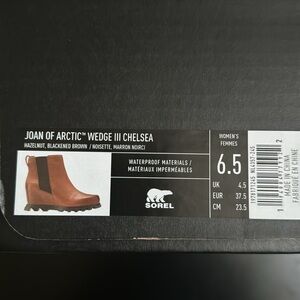 JOAN OF ARCTIC™ WEDGE III CHELSEA
HAZELNUT, BLACKENED BROWN / NOISETTE, MARRON NOIRCI
WATERPROOF MATERIALS /
MATÉRIAUX IMPERMÉABLES
SOREL
WOMEN'S
FEMMES
6.5
UK 4.5
EUR 37.5
CM 23.5
MADE IN CHINA
FABRIQUÉ EN CHINE